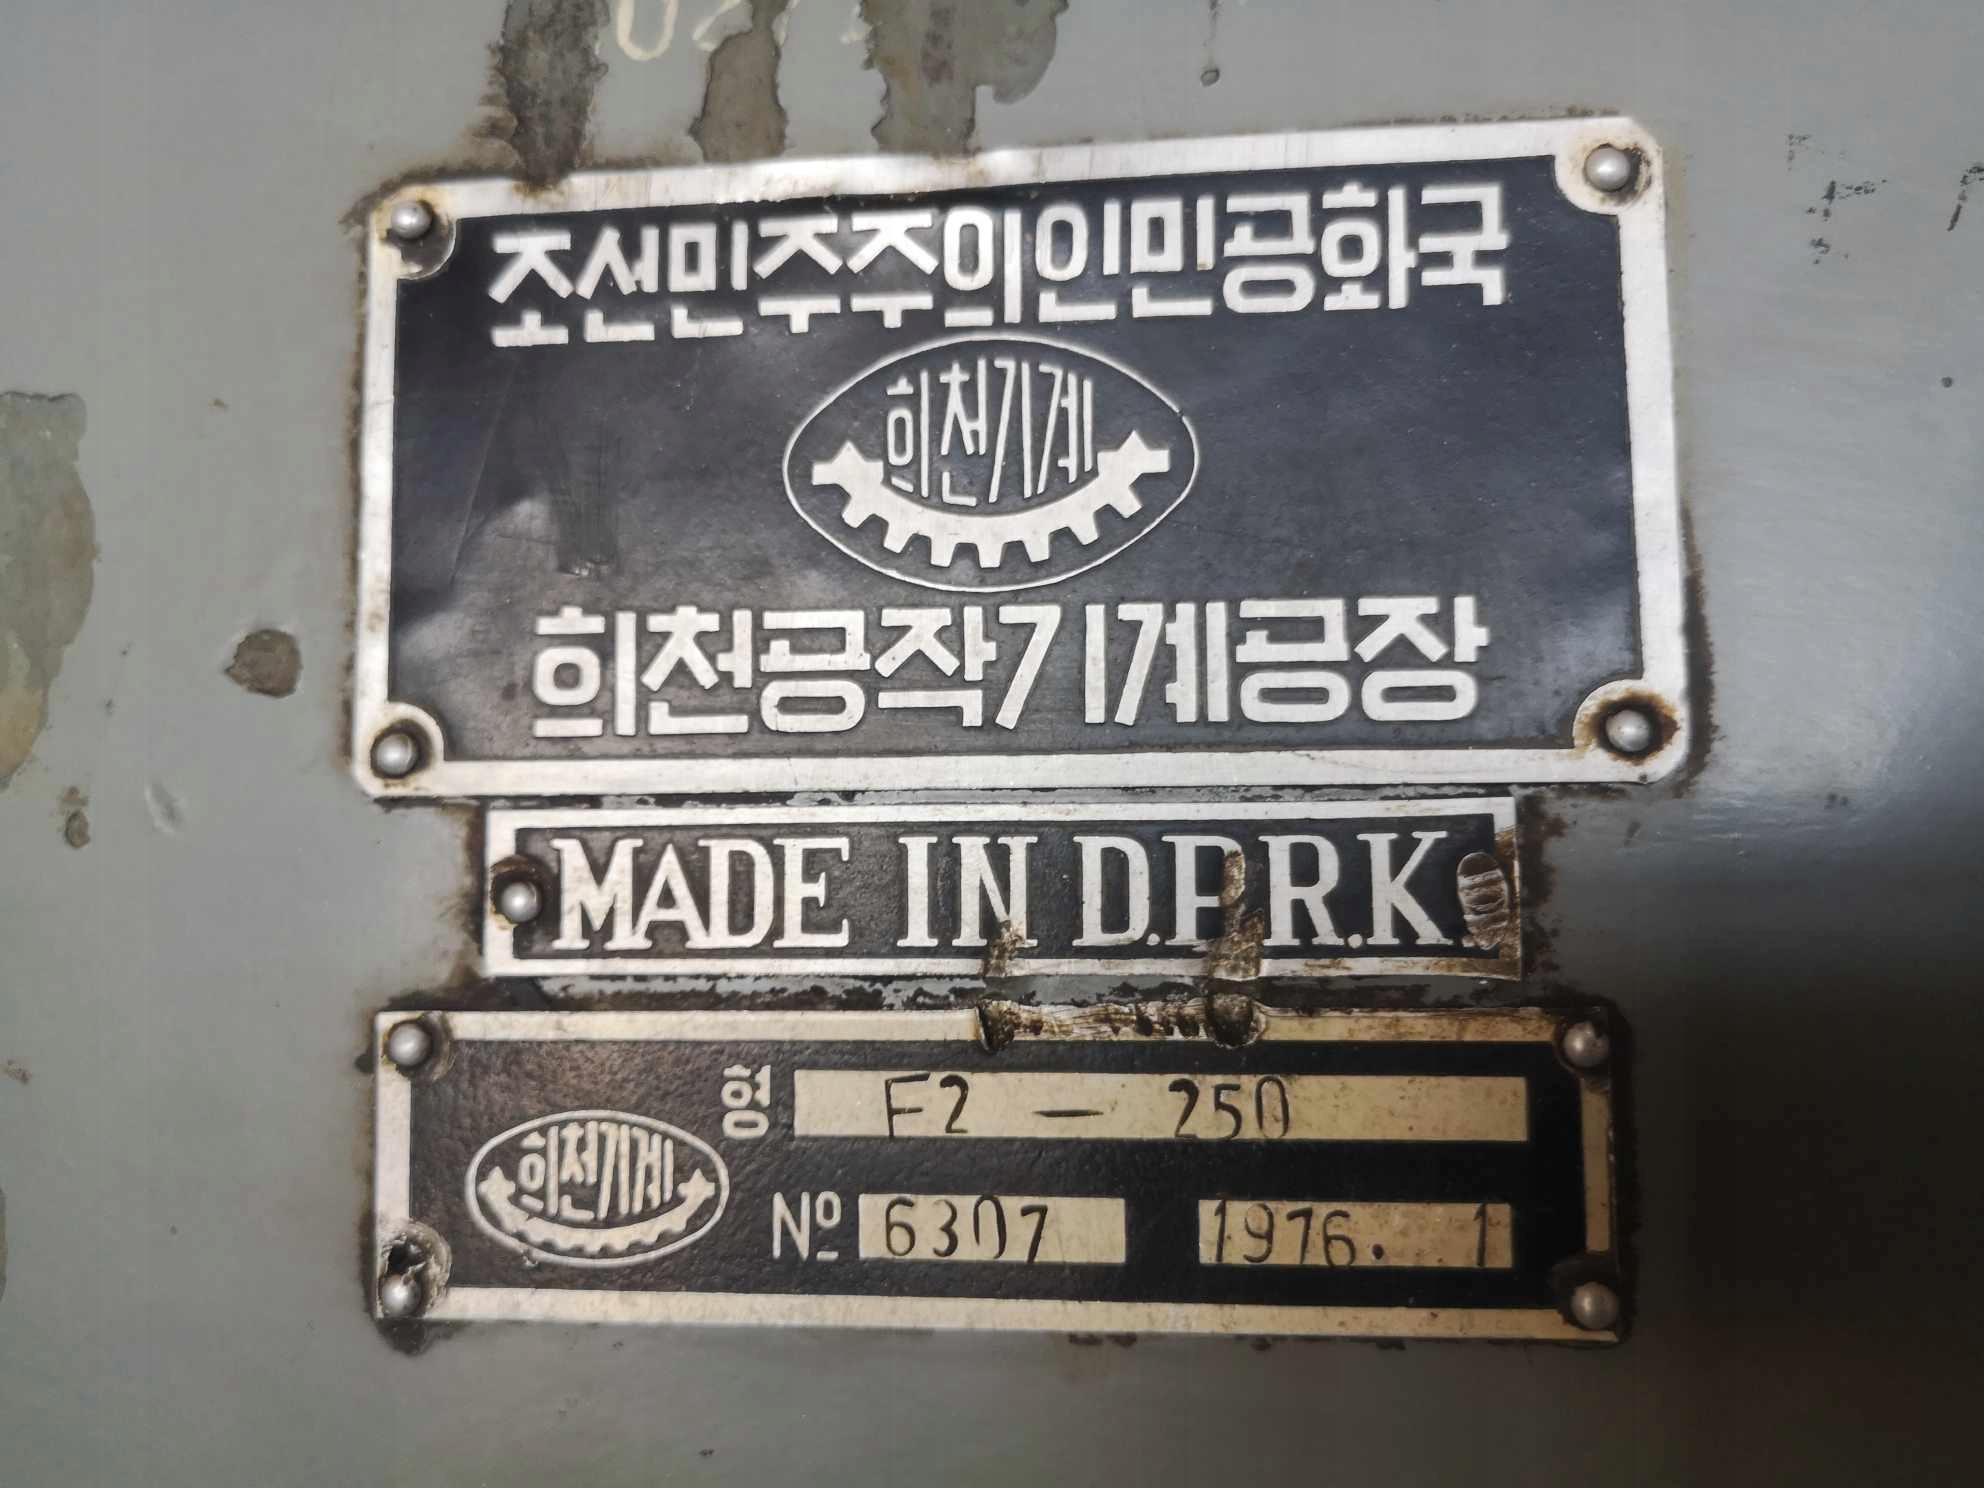 조선민주주의인민공화국
희천기계
희천공작기계공장
MADE IN D.P.R.K.
형 F2 - 250
희천기계
№ 6307 1976. 1